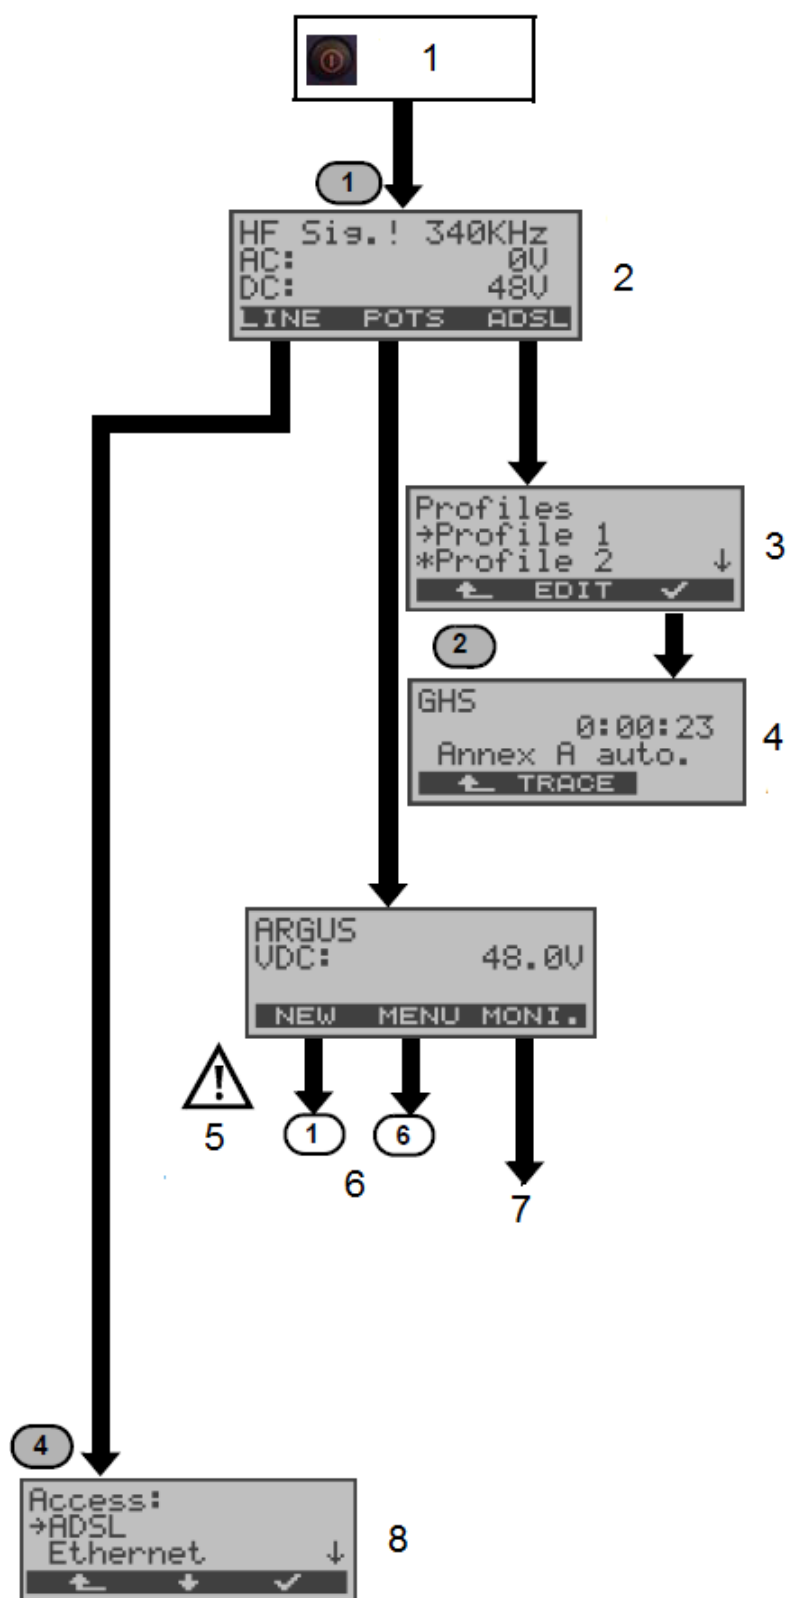 1
1
HF Sig.! 340KHz
AC: 0V
DC: 48V
LINE POTS ADSL
2
Profiles
→Profile 1
*Profile 2 ↓
EDIT ✓
3
2
GHS
0:00:23
Annex A auto.
TRACE
4
ARGUS
VDC: 48.0V
NEW MENU MONI.
!
5
1
6
6
7
4
Access:
→ADSL
Ethernet ↓
✓
8